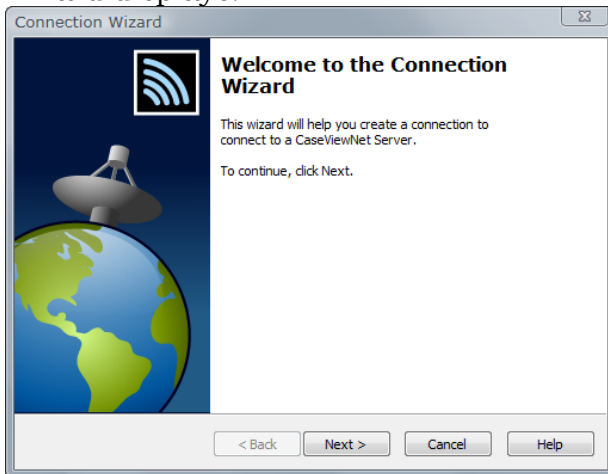 Connection Wizard
Welcome to the Connection
Wizard
This wizard will help you create a connection to
connect to a CaseViewNet Server.
To continue, click Next.
< Back Next > Cancel Help